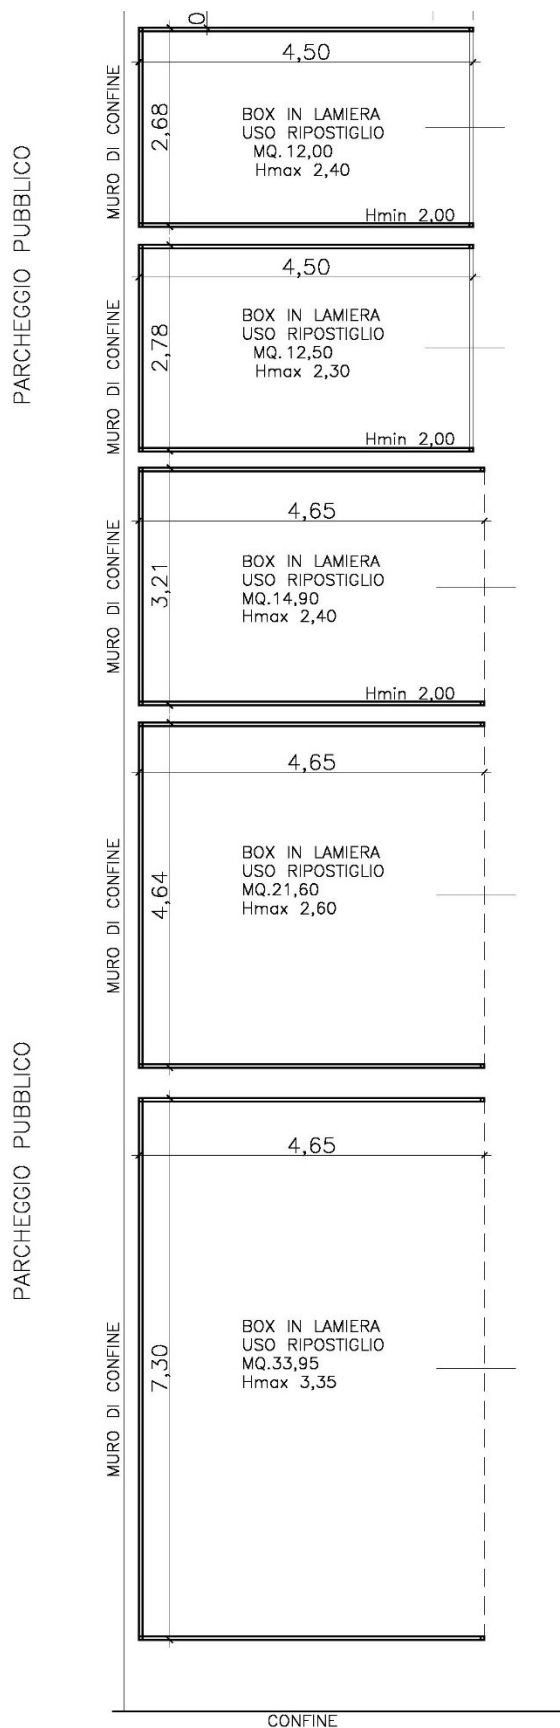 0
4,50
2,68
BOX IN LAMIERA
USO RIPOSTIGLIO
MQ.12,00
Hmax 2,40
Hmin 2,00
MURO DI CONFINE
PARCHEGGIO PUBBLICO
4,50
2,78
BOX IN LAMIERA
USO RIPOSTIGLIO
MQ.12,50
Hmax 2,30
Hmin 2,00
MURO DI CONFINE
4,65
3,21
BOX IN LAMIERA
USO RIPOSTIGLIO
MQ.14,90
Hmax 2,40
Hmin 2,00
MURO DI CONFINE
4,65
4,64
BOX IN LAMIERA
USO RIPOSTIGLIO
MQ.21,60
Hmax 2,60
MURO DI CONFINE
PARCHEGGIO PUBBLICO
4,65
7,30
BOX IN LAMIERA
USO RIPOSTIGLIO
MQ.33,95
Hmax 3,35
MURO DI CONFINE
CONFINE